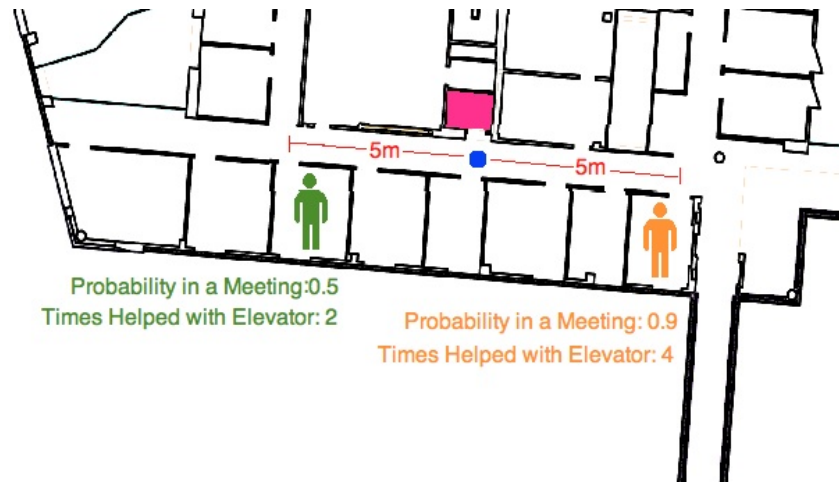 5m
5m
Probability in a Meeting:0.5
Times Helped with Elevator: 2
Probability in a Meeting: 0.9
Times Helped with Elevator: 4